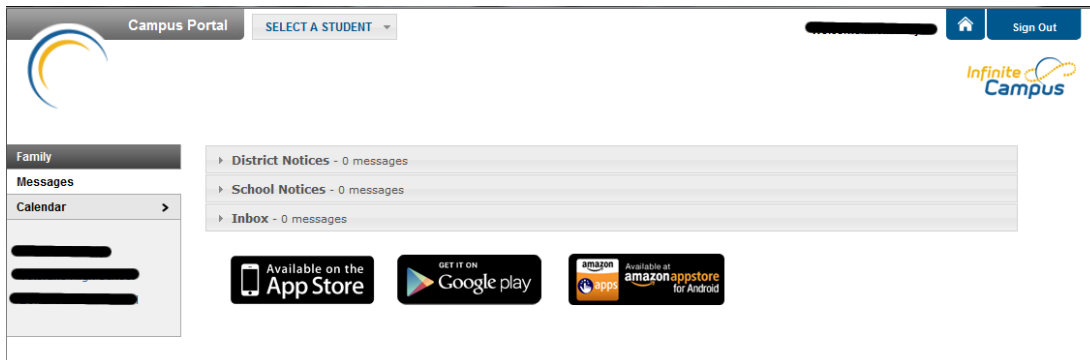 Campus Portal
SELECT A STUDENT
Sign Out
Infinite
Campus
Family
Messages
Calendar >
District Notices - 0 messages
School Notices - 0 messages
Inbox - 0 messages
Available on the
App Store
GET IT ON
Google play
amazon
apps
Available at
amazonappstore
for Android